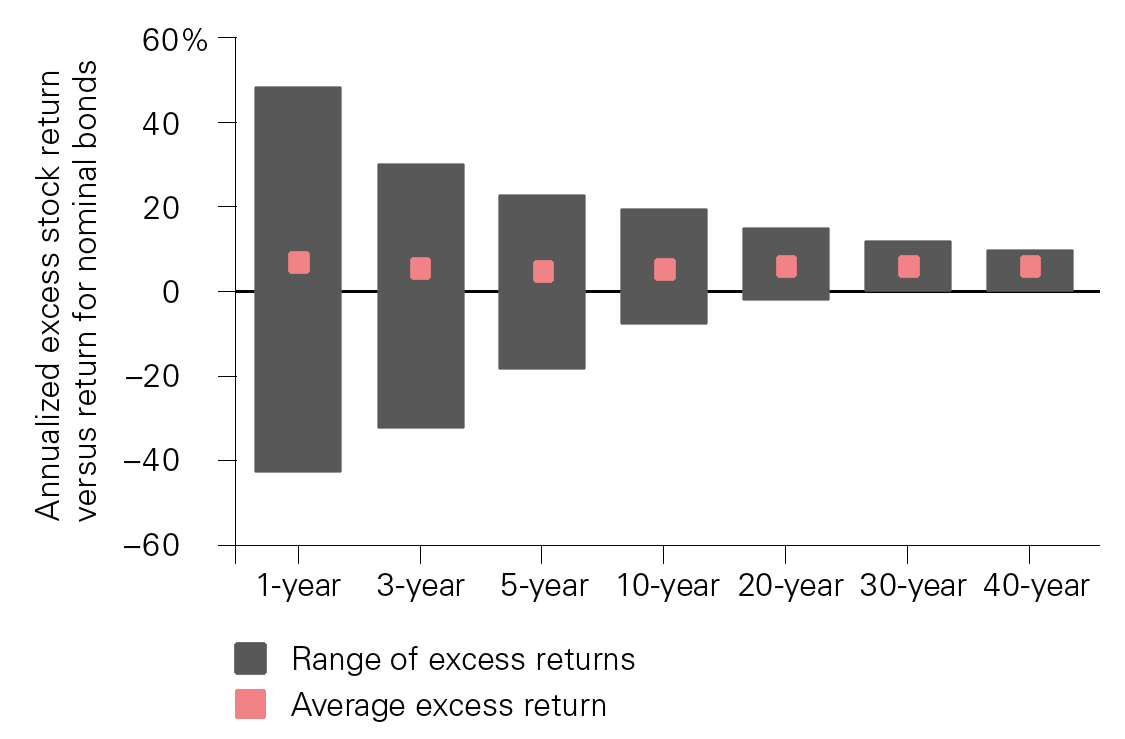 Annualized excess stock return
versus return for nominal bonds
60%
40
20
0
–20
–40
–60
1-year 3-year 5-year 10-year 20-year 30-year 40-year
Range of excess returns
Average excess return